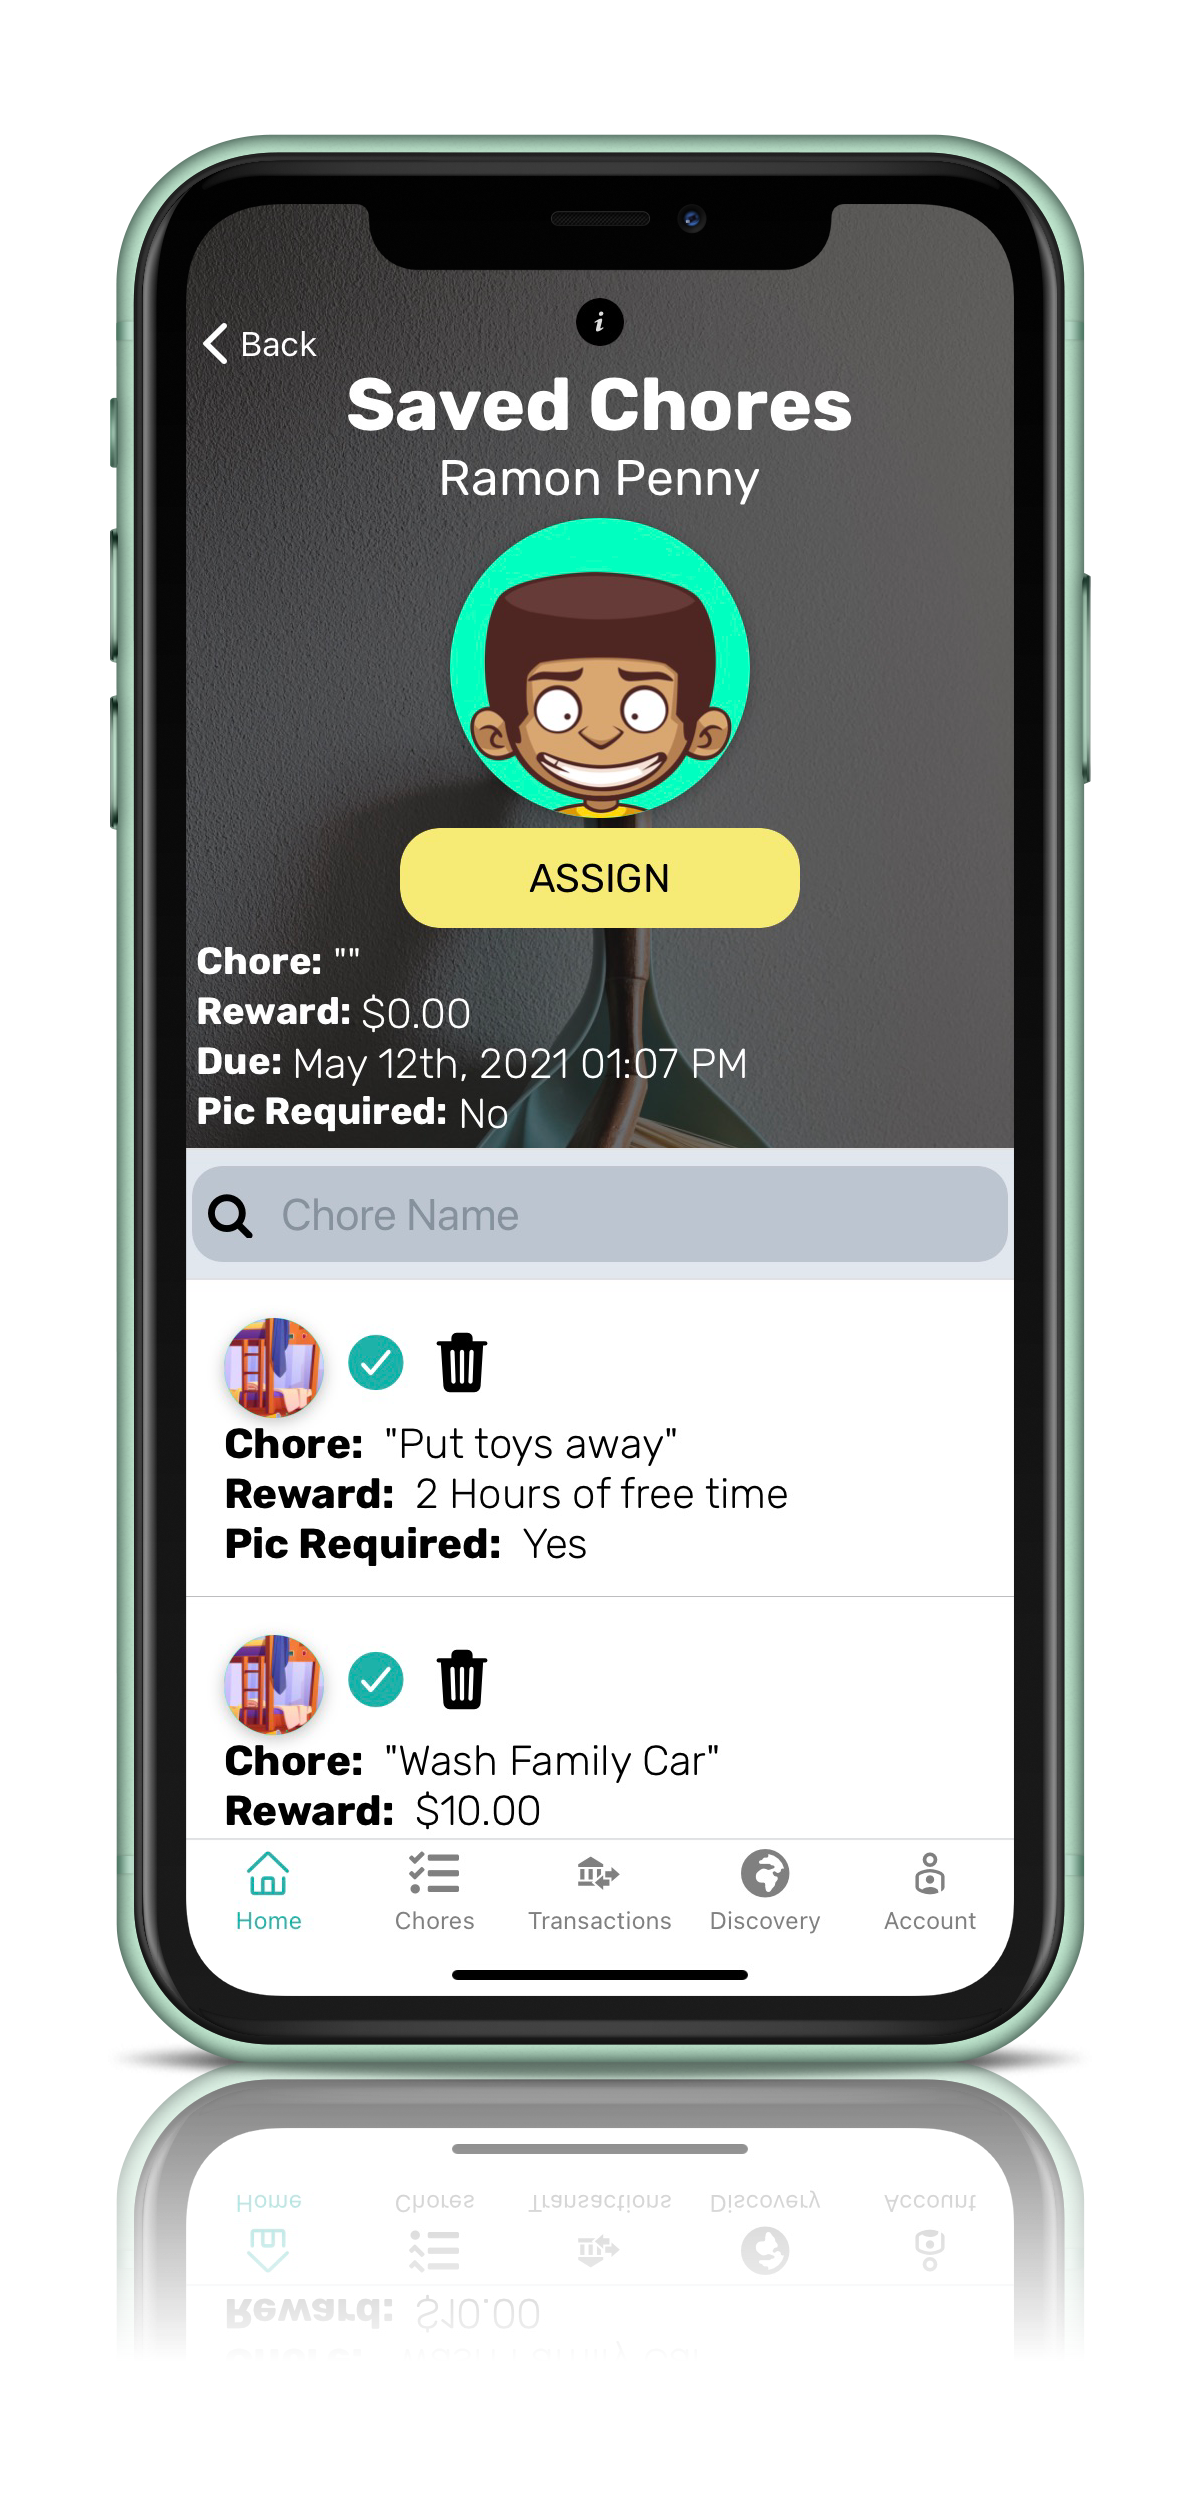 Back
i
Saved Chores
Ramon Penny
ASSIGN
Chore: ""
Reward: $0.00
Due: May 12th, 2021 01:07 PM
Pic Required: No
Chore Name
Chore: "Put toys away"
Reward: 2 Hours of free time
Pic Required: Yes
Chore: "Wash Family Car"
Reward: $10.00
Home Chores Transactions Discovery Account